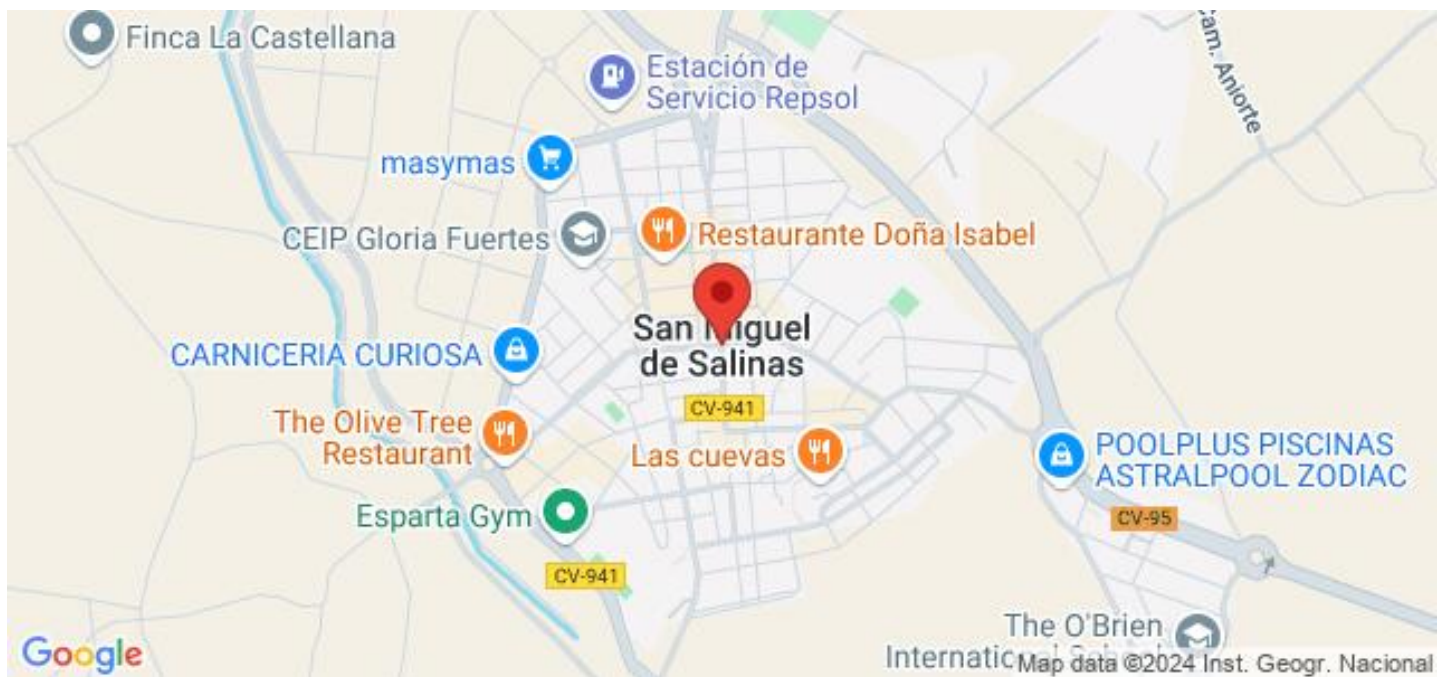 Finca La Castellana
Estación de
Servicio Repsol
Cam. Aniorte
masymas
CEIP Gloria Fuertes
Restaurante Doña Isabel
San Miguel
de Salinas
CARNICERIA CURIOSA
CV-941
The Olive Tree
Restaurant
Las cuevas
POOLPLUS PISCINAS
ASTRALPOOL ZODIAC
Esparta Gym
CV-95
CV-941
The O'Brien
International
Google
Map data ©2024 Inst. Geogr. Nacional